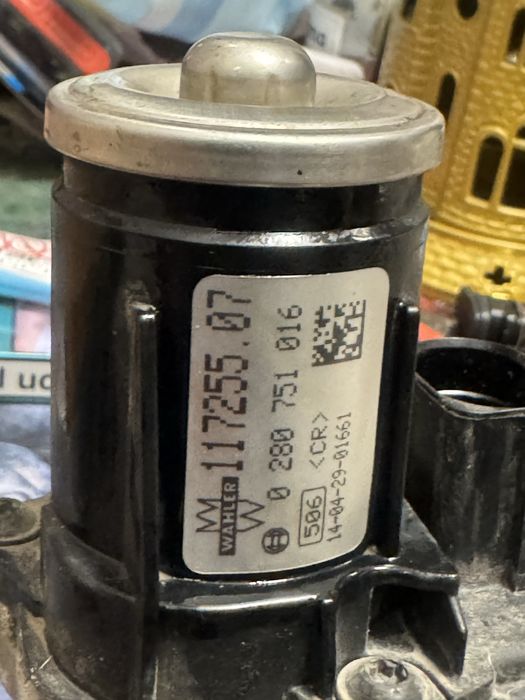 WAHLER 117255.07
0 280 751 016
506 <CR>
14-04-29-01661